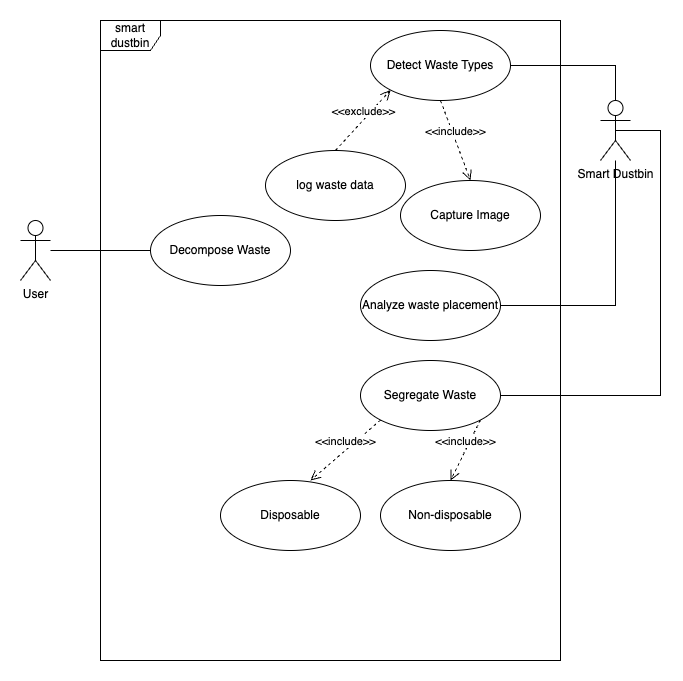 smart
dustbin
Detect Waste Types
<<exclude>>
<<include>>
Smart Dustbin
log waste data
Capture Image
Decompose Waste
User
Analyze waste placement
Segregate Waste
<<include>>
<<include>>
Disposable
Non-disposable